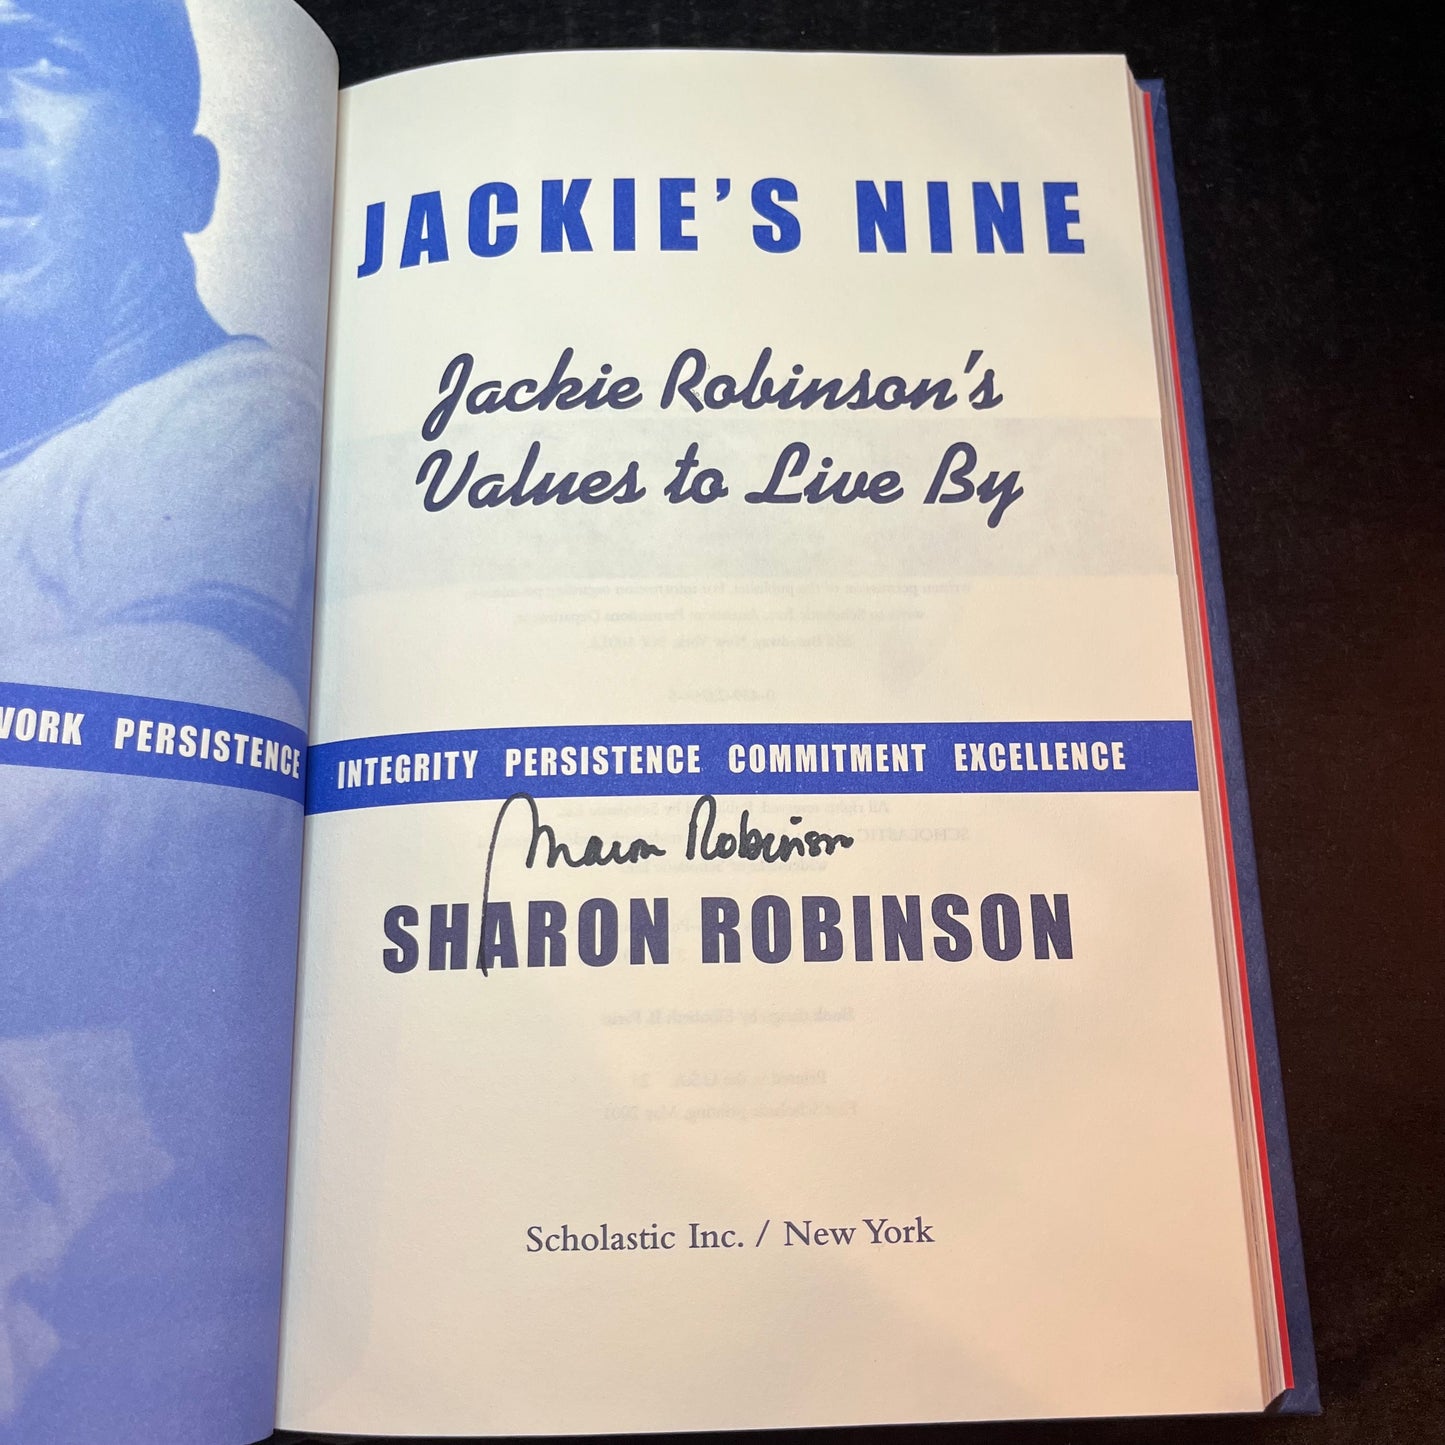 WORK PERSISTENCE
JACKIE'S NINE
Jackie Robinson's
Values to Live By
INTEGRITY PERSISTENCE COMMITMENT EXCELLENCE
Sharon Robinson
SHARON ROBINSON
Scholastic Inc. / New York